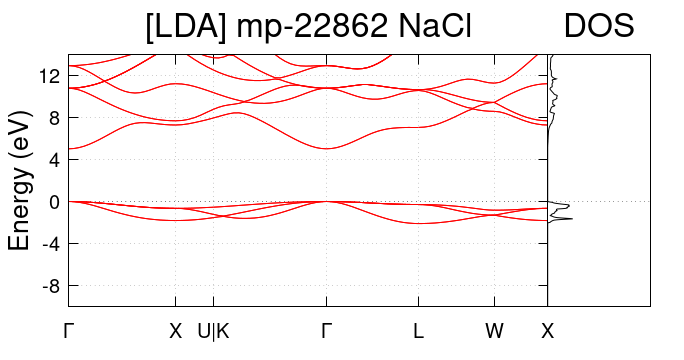 [LDA] mp-22862 NaCl DOS
Energy (eV)
12
8
4
0
-4
-8
Γ X U|K Γ L W X